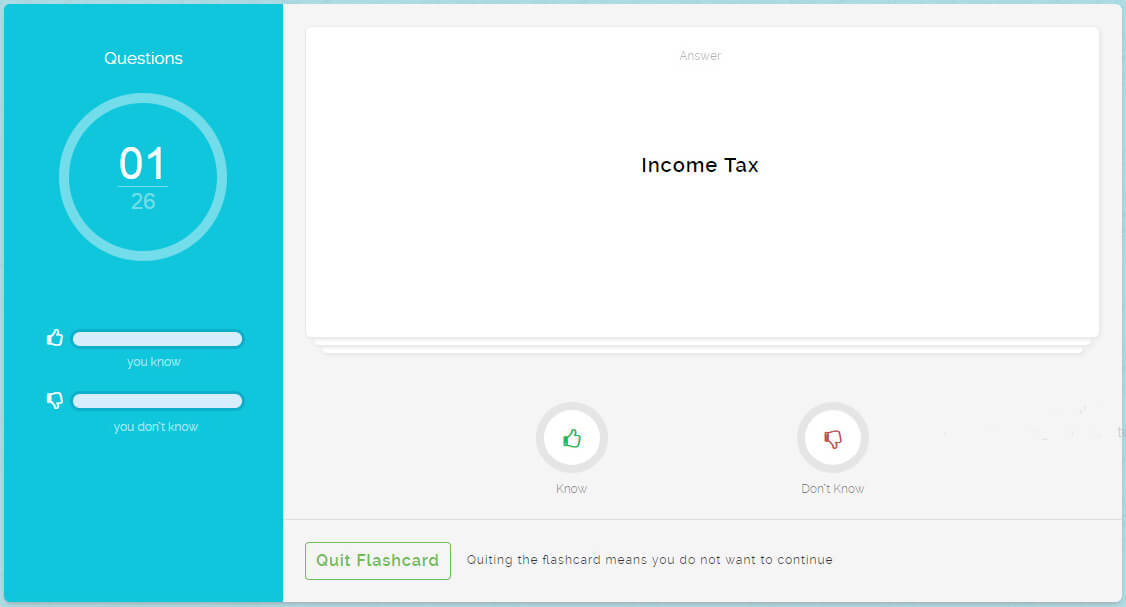 Questions
01
26
you know
you don't know
Answer
Income Tax
Know
Don't Know
Quit Flashcard
Quiting the flashcard means you do not want to continue